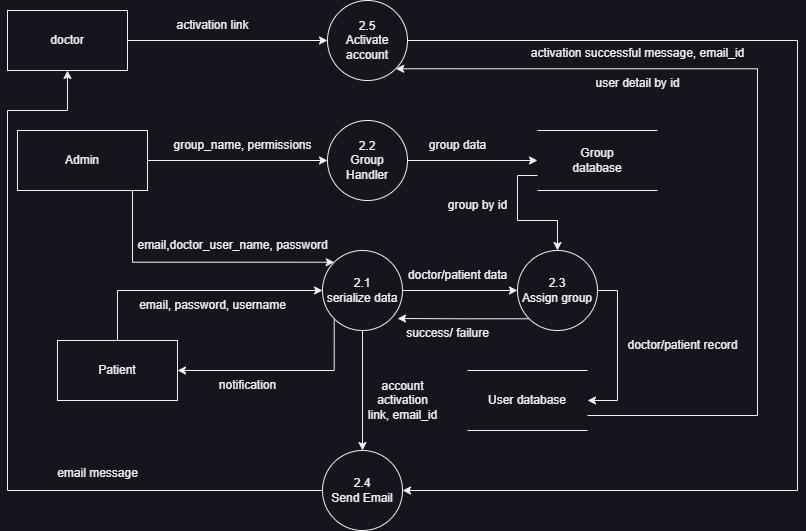 doctor
activation link
2.5
Activate
account
activation successful message, email_id
user detail by id
Admin
group_name, permissions
2.2
Group
Handler
group data
Group
database
group by id
email,doctor_user_name, password
2.1
serialize data
doctor/patient data
2.3
Assign group
email, password, username
success/ failure
doctor/patient record
Patient
notification
account
activation
link, email_id
User database
email message
2.4
Send Email